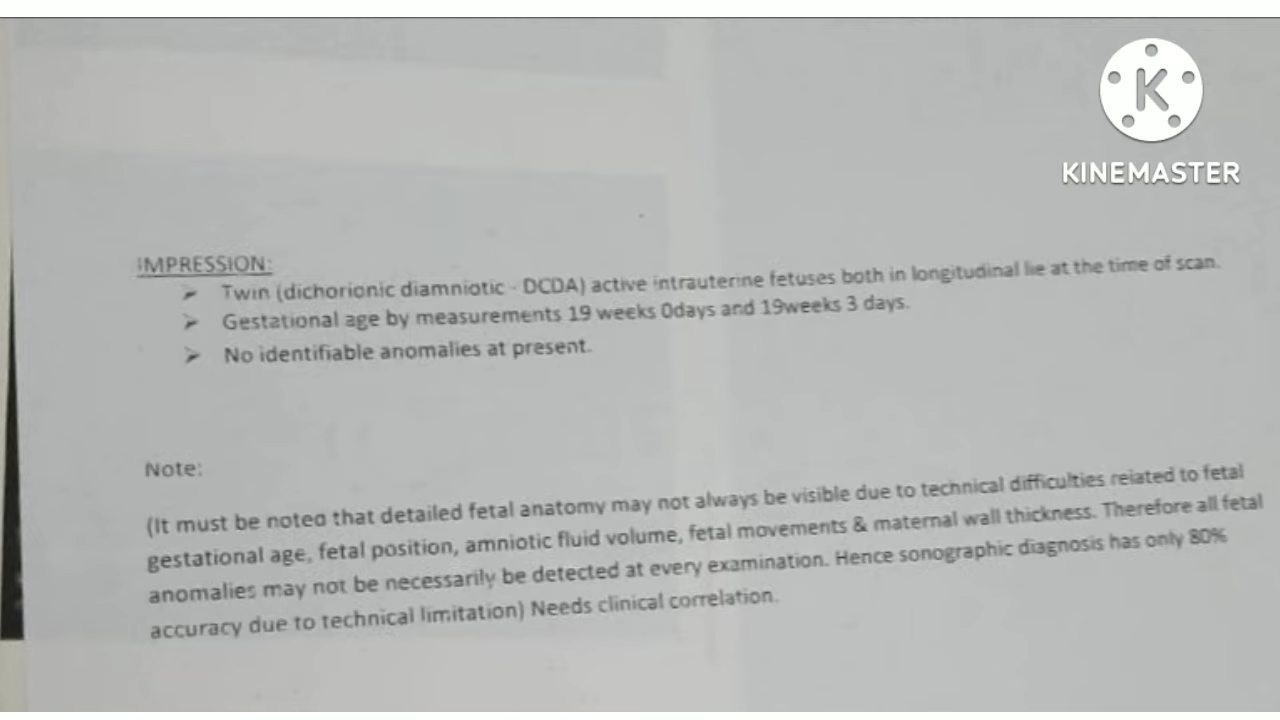 K
KINEMASTER
IMPRESSION:
➢ Twin (dichorionic diamniotic - DCDA) active intrauterine fetuses both in longitudinal lie at the time of scan.
➢ Gestational age by measurements 19 weeks 0days and 19weeks 3 days.
➢ No identifiable anomalies at present.
Note:
(It must be noted that detailed fetal anatomy may not always be visible due to technical difficulties related to fetal
gestational age, fetal position, amniotic fluid volume, fetal movements & maternal wall thickness. Therefore all fetal
anomalies may not be necessarily be detected at every examination. Hence sonographic diagnosis has only 80%
accuracy due to technical limitation) Needs clinical correlation.